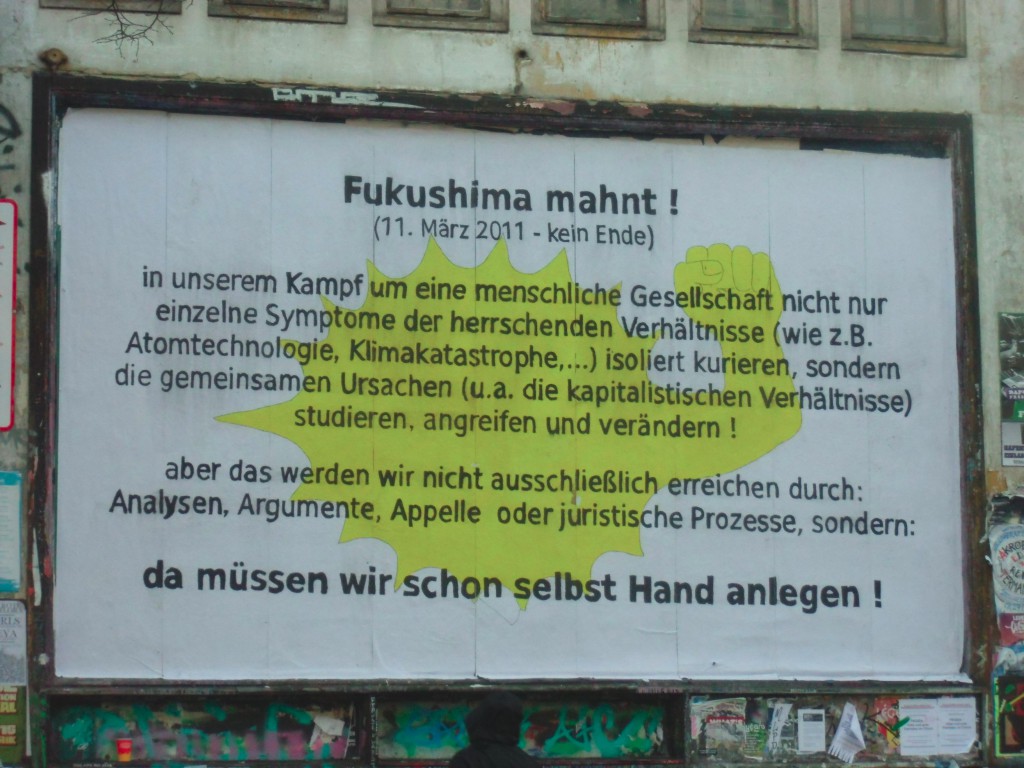 Fukushima mahnt !
(11. März 2011 - kein Ende)
in unserem Kampf um eine menschliche Gesellschaft nicht nur
einzelne Symptome der herrschenden Verhältnisse (wie z.B.
Atomtechnologie, Klimakatastrophe,...) isoliert kurieren, sondern
die gemeinsamen Ursachen (u.a. die kapitalistischen Verhältnisse)
studieren, angreifen und verändern !
aber das werden wir nicht ausschließlich erreichen durch:
Analysen, Argumente, Appelle oder juristische Prozesse, sondern:
da müssen wir schon selbst Hand anlegen !